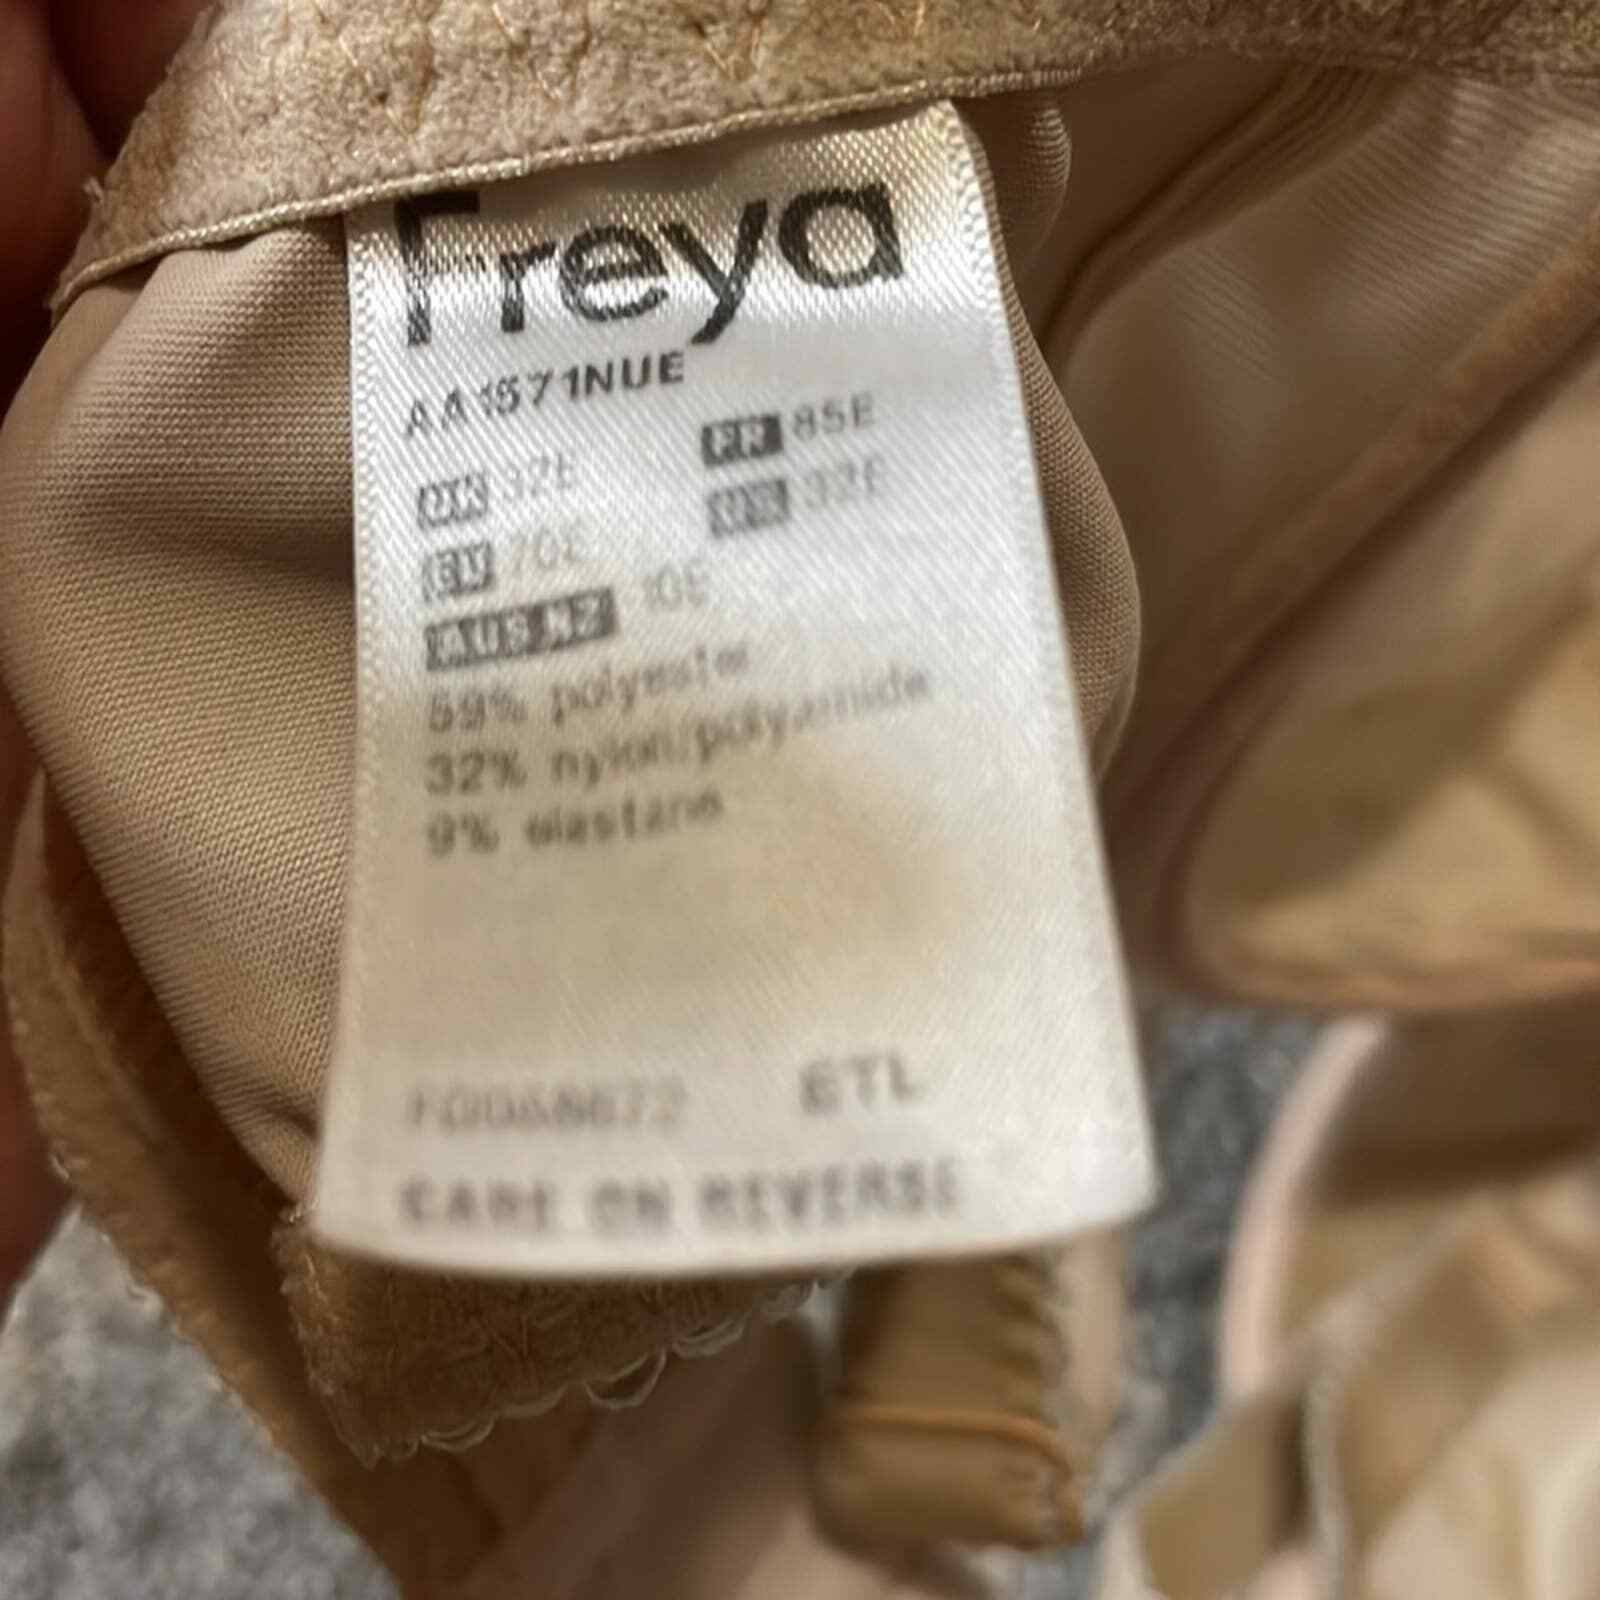 Freya
AA1571NUE
UK 32E FR 85E
EU 70E US 32E
AUS NZ 10E
59% polyester
32% nylon/polyamide
9% elastane
ETL
CARE ON REVERSE